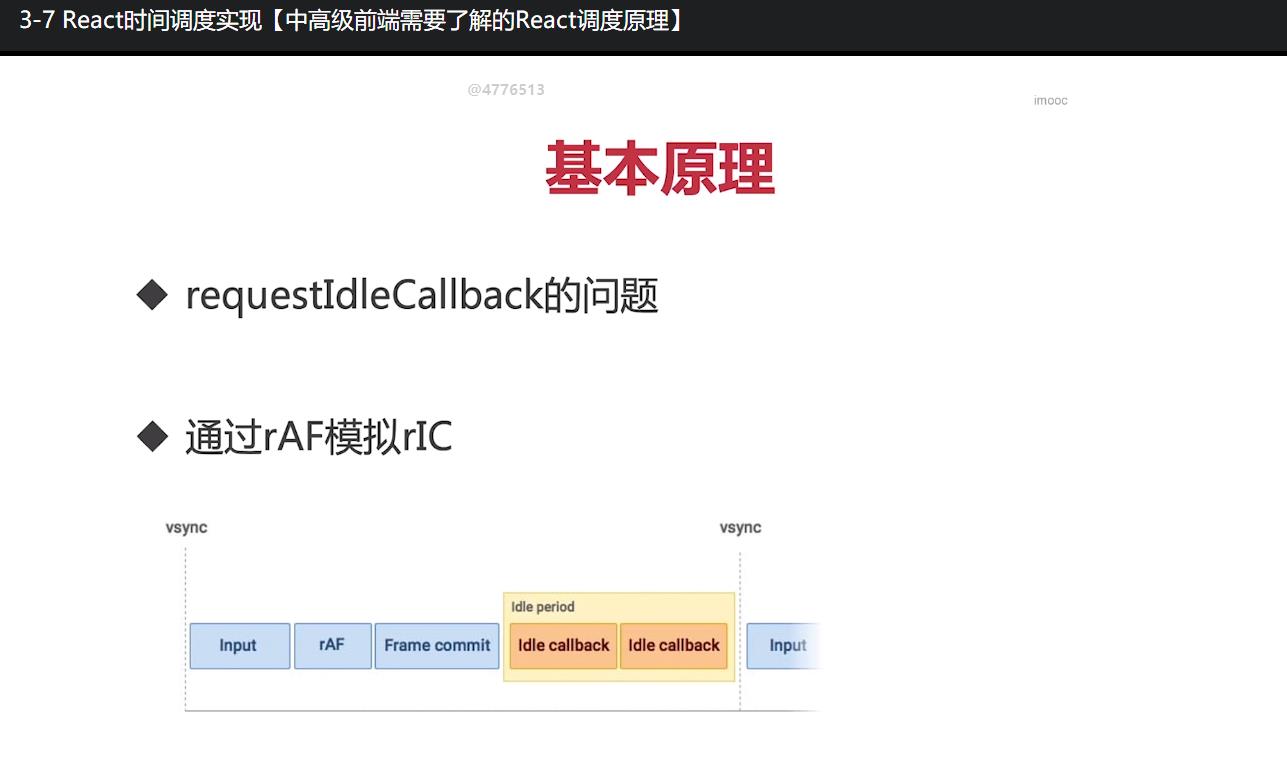 3-7 React时间调度实现【中高级前端需要了解的React调度原理】
@4776513
imooc
基本原理
◆ requestIdleCallback的问题
◆ 通过rAF模拟rIC
vsync vsync
Idle period
Input rAF Frame commit Idle callback Idle callback Input